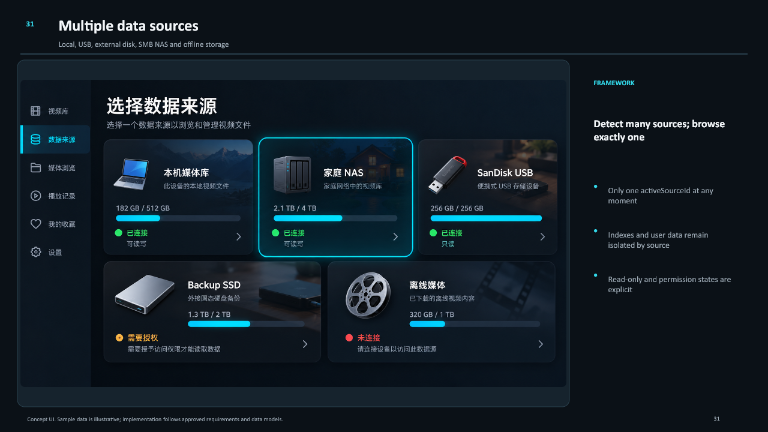 31
Multiple data sources
Local, USB, external disk, SMB NAS and offline storage
视频库
数据来源
媒体浏览
播放记录
我的收藏
设置
选择数据来源
选择一个数据来源以浏览和管理视频文件
本机媒体库
此设备的本地视频文件
182 GB / 512 GB
已连接
可读写
家庭 NAS
家庭网络中的视频库
2.1 TB / 4 TB
已连接
可读写
SanDisk USB
便携式 USB 存储设备
256 GB / 256 GB
已连接
只读
Backup SSD
外接固态硬盘备份
1.3 TB / 2 TB
需要授权
需要授予访问权限才能读取数据
离线媒体
已下载的离线视频内容
320 GB / 1 TB
未连接
请连接设备以访问此数据源
FRAMEWORK
Detect many sources; browse
exactly one
Only one activeSourceId at any
moment
Indexes and user data remain
isolated by source
Read-only and permission states are
explicit
Concept UI. Sample data is illustrative; implementation follows approved requirements and data models.
31